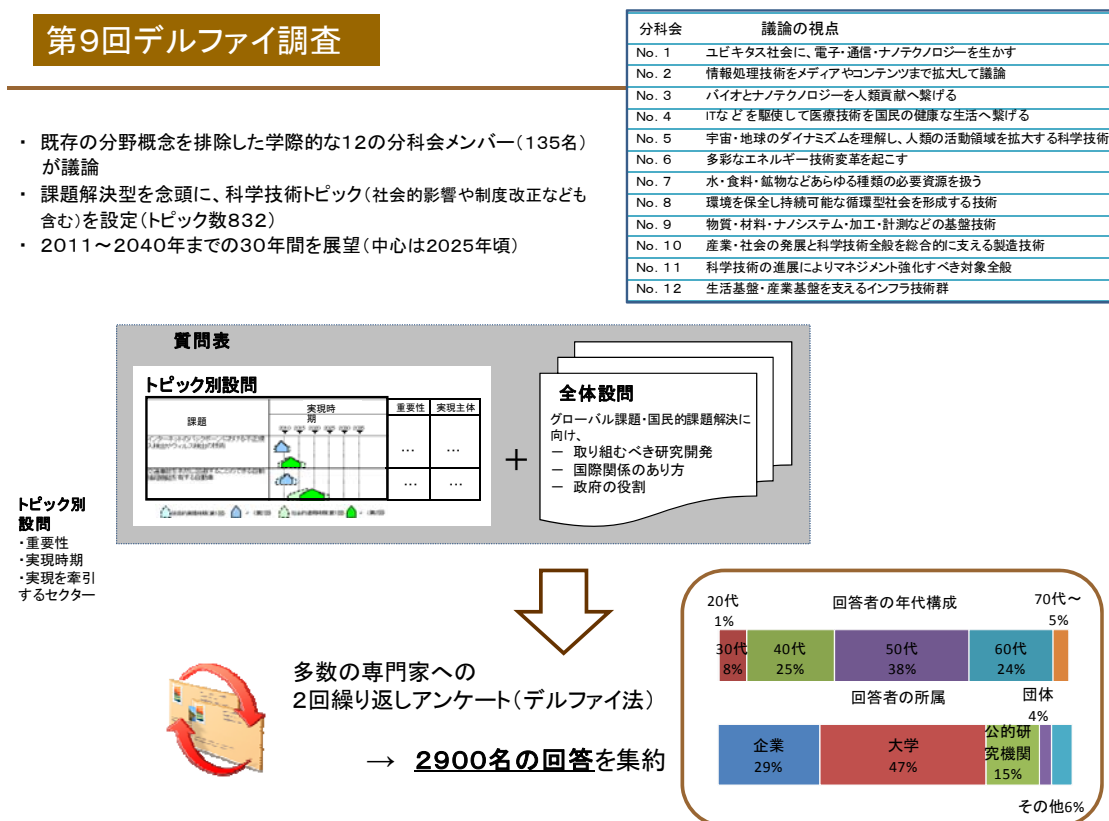 第9回デルファイ調査
・ 既存の分野概念を排除した学際的な12の分科会メンバー(135名)
が議論
・ 課題解決型を念頭に、科学技術トピック(社会的影響や制度改正なども
含む)を設定(トピック数832)
・ 2011～2040年までの30年間を展望(中心は2025年頃)
分科会 議論の視点
No. 1 ユビキタス社会に、電子・通信・ナノテクノロジーを生かす
No. 2 情報処理技術をメディアやコンテンツまで拡大して議論
No. 3 バイオとナノテクノロジーを人類貢献へ繋げる
No. 4 ITなどを駆使して医療技術を国民の健康な生活へ繋げる
No. 5 宇宙・地球のダイナミズムを理解し、人類の活動領域を拡大する科学技術
No. 6 多彩なエネルギー技術変革を起こす
No. 7 水・食料・鉱物などあらゆる種類の必要資源を扱う
No. 8 環境を保全し持続可能な循環型社会を形成する技術
No. 9 物質・材料・ナノシステム・加工・計測などの基盤技術
No. 10 産業・社会の発展と科学技術全般を総合的に支える製造技術
No. 11 科学技術の進展によりマネジメント強化すべき対象全般
No. 12 生活基盤・産業基盤を支えるインフラ技術群
質問表
トピック別設問
課題 実現時期 重要性 実現主体
… …
… …
＋
全体設問
グローバル課題・国民的課題解決に
向け、
－ 取り組むべき研究開発
－ 国際関係のあり方
－ 政府の役割
トピック別
設問
・重要性
・実現時期
・実現を牽引
するセクター
多数の専門家への
2回繰り返しアンケート(デルファイ法)
→ 2900名の回答を集約
回答者の年代構成
20代
1%
30代
8%
40代
25%
50代
38%
60代
24%
70代～
5%
回答者の所属
企業
29%
大学
47%
公的研
究機関
15%
団体
4%
その他6%